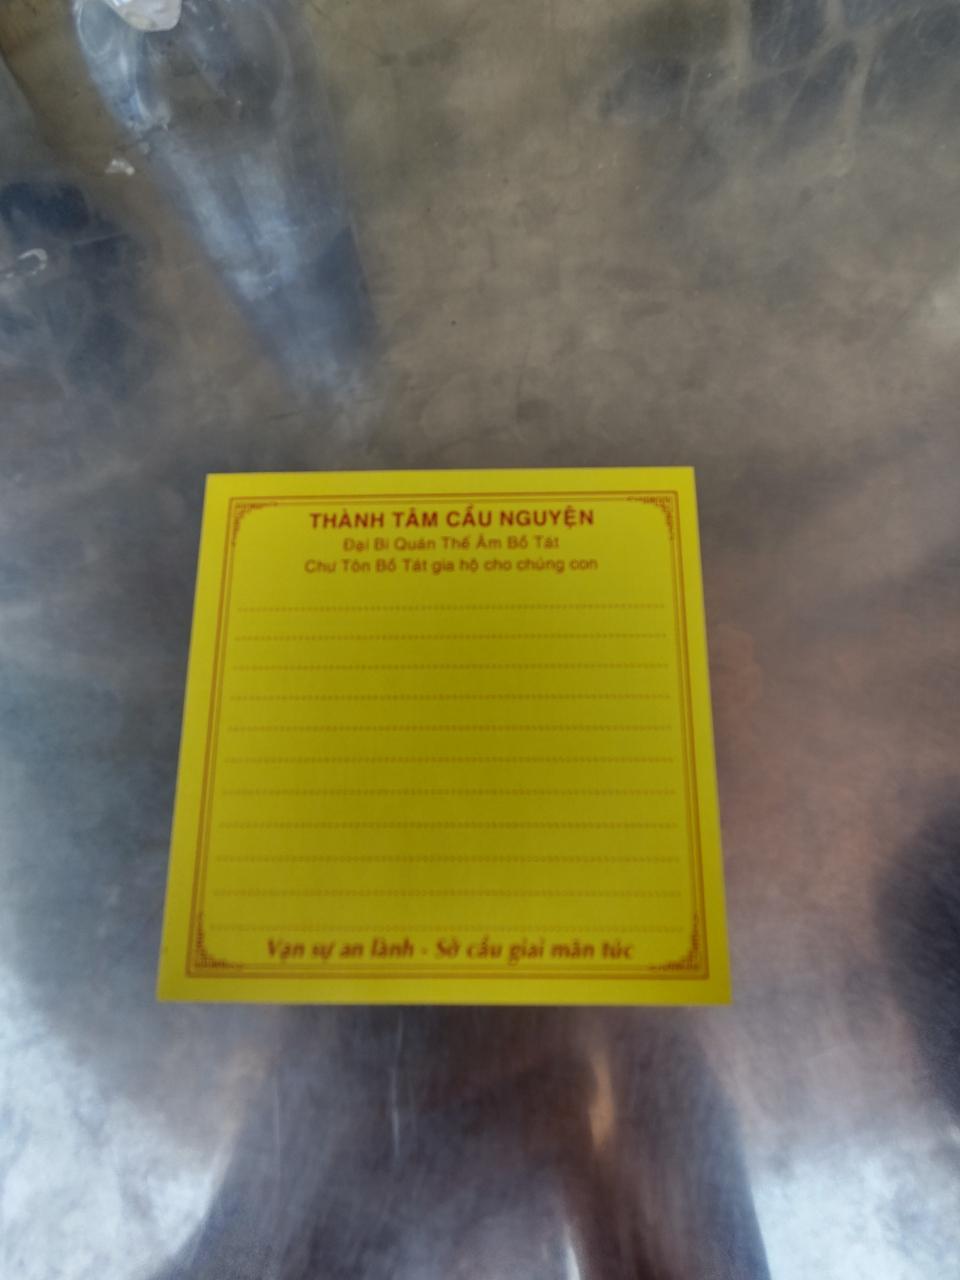 THÀNH TÂM CẦU NGUYỆN
Đại Bi Quán Thế Âm Bồ Tát
Chư Tôn Bồ Tát gia hộ cho chúng con
Vạn sự an lành - Sở cầu giai mãn túc